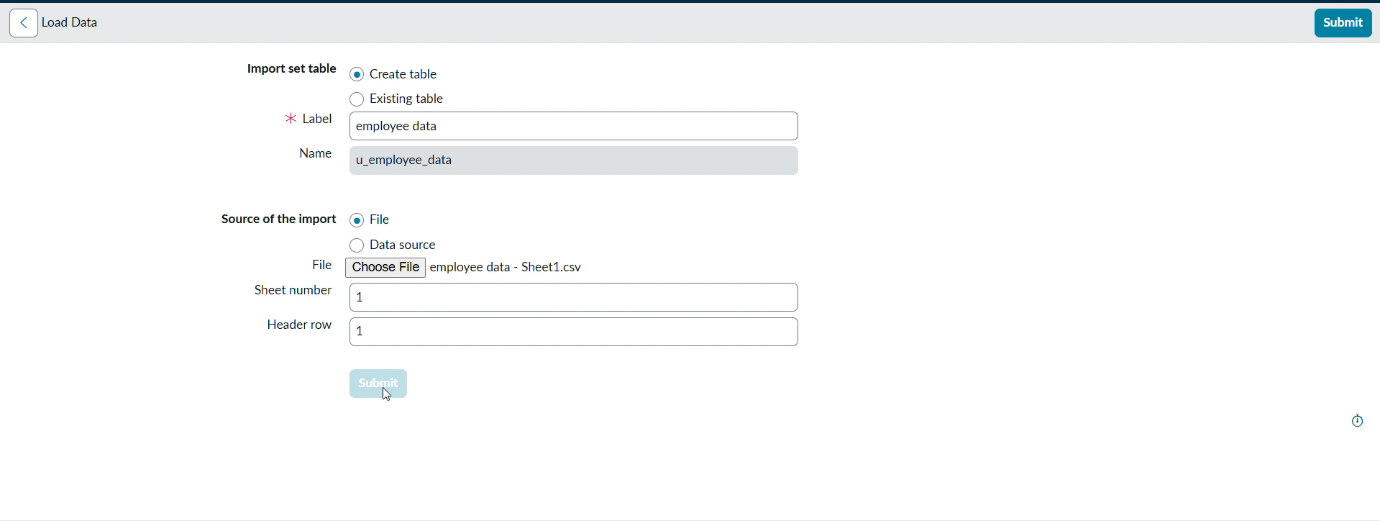 Load Data
Submit
Import set table
Create table
Existing table
* Label
employee data
Name
u_employee_data
Source of the import
File
Data source
File
Choose File employee data - Sheet1.csv
Sheet number
1
Header row
1
Submit